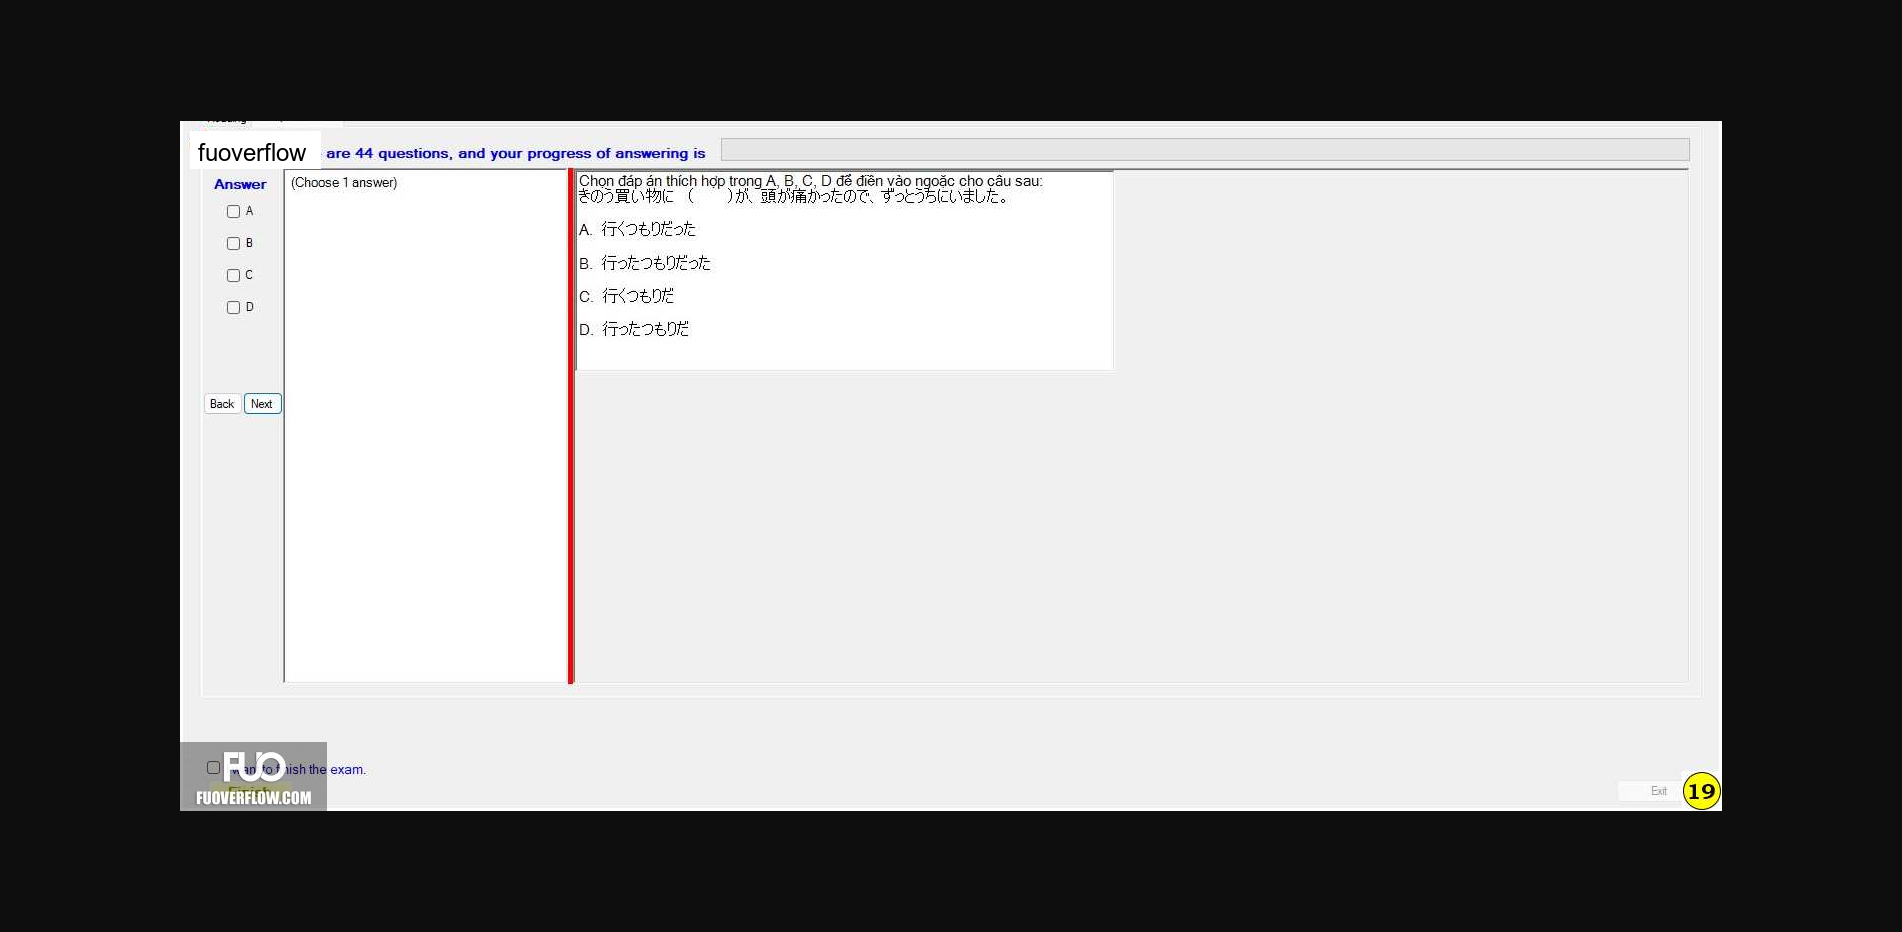 fuoverflow are 44 questions, and your progress of answering is
Answer
(Choose 1 answer)
A
B
C
D
Back Next
Chọn đáp án thích hợp trong A, B, C, D để điền vào ngoặc cho câu sau:
きのう買い物に （　　）が、頭が痛かったので、ずっとうちにいました。
A. 行くつもりだった
B. 行ったつもりだった
C. 行くつもりだ
D. 行ったつもりだ
want to finish the exam.
Finish
FUO
FUOVERFLOW.COM
Exit
19